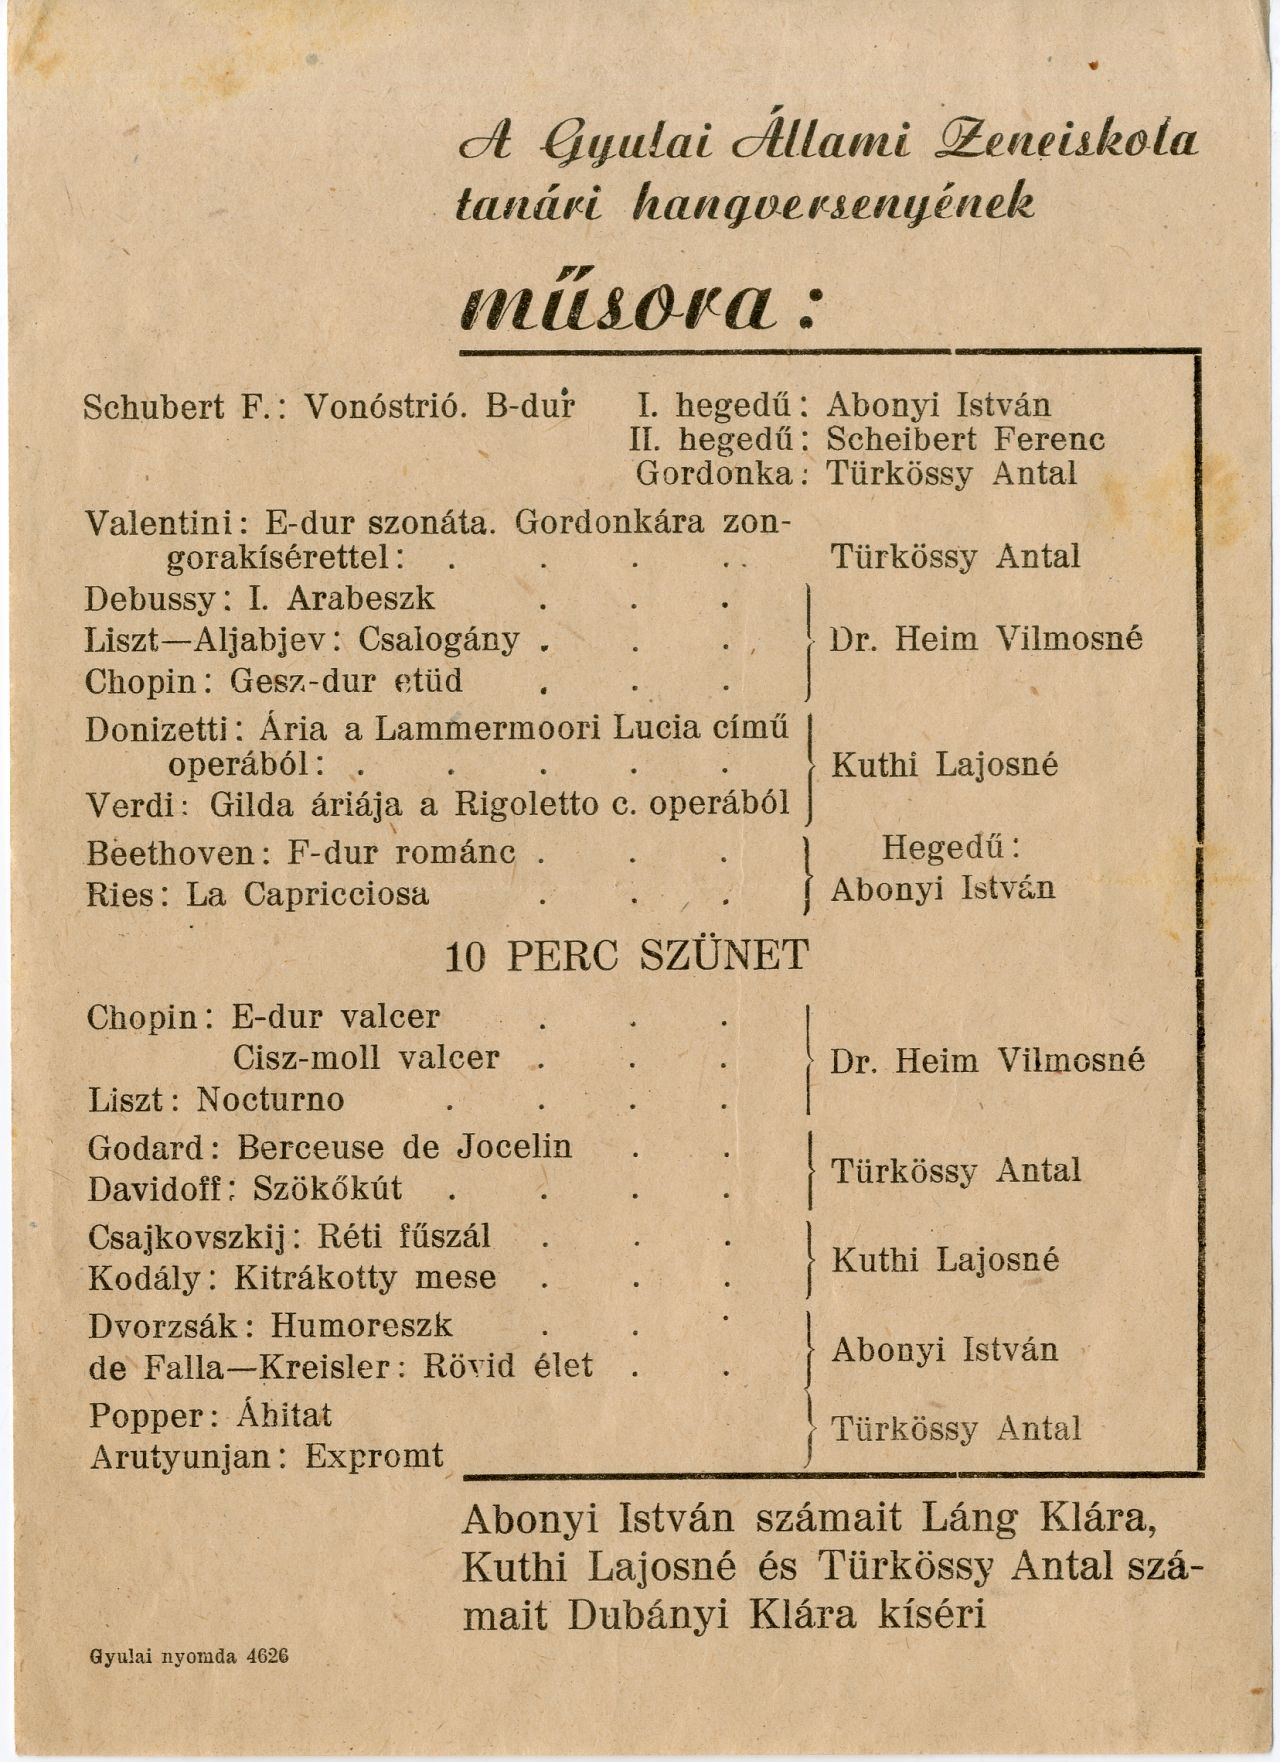 A Gyulai Állami Zeneiskola
tanári hangversenyének
műsora:
Schubert F.: Vonóstrió. B-dur I. hegedű: Abonyi István
II. hegedű: Scheibert Ferenc
Gordonka: Türkössy Antal
Valentini: E-dur szonáta. Gordonkára zon-
gorakísérettel: . . . . . Türkössy Antal
Debussy: I. Arabeszk . . .
Liszt—Aljabjev: Csalogány . . . Dr. Heim Vilmosné
Chopin: Gesz-dur etüd . . .
Donizetti: Ária a Lammermoori Lucia című
operából: . . . . . Kuthi Lajosné
Verdi: Gilda áriája a Rigoletto c. operából
Beethoven: F-dur románc . . . Hegedű:
Ries: La Capricciosa . . . Abonyi István
10 PERC SZÜNET
Chopin: E-dur valcer . . .
Cisz-moll valcer . . . Dr. Heim Vilmosné
Liszt: Nocturno . . . .
Godard: Berceuse de Jocelin . .
Türkössy Antal
Davidoff: Szökőkút . . . .
Csajkovszkij: Réti fűszál . . .
Kuthi Lajosné
Kodály: Kitrákotty mese . . .
Dvorzsák: Humoreszk . . .
Abonyi István
de Falla—Kreisler: Rövid élet . .
Popper: Áhitat
Türkössy Antal
Arutyunjan: Expromt
Abonyi István számait Láng Klára,
Kuthi Lajosné és Türkössy Antal szá-
mait Dubányi Klára kíséri
Gyulai nyomda 4626